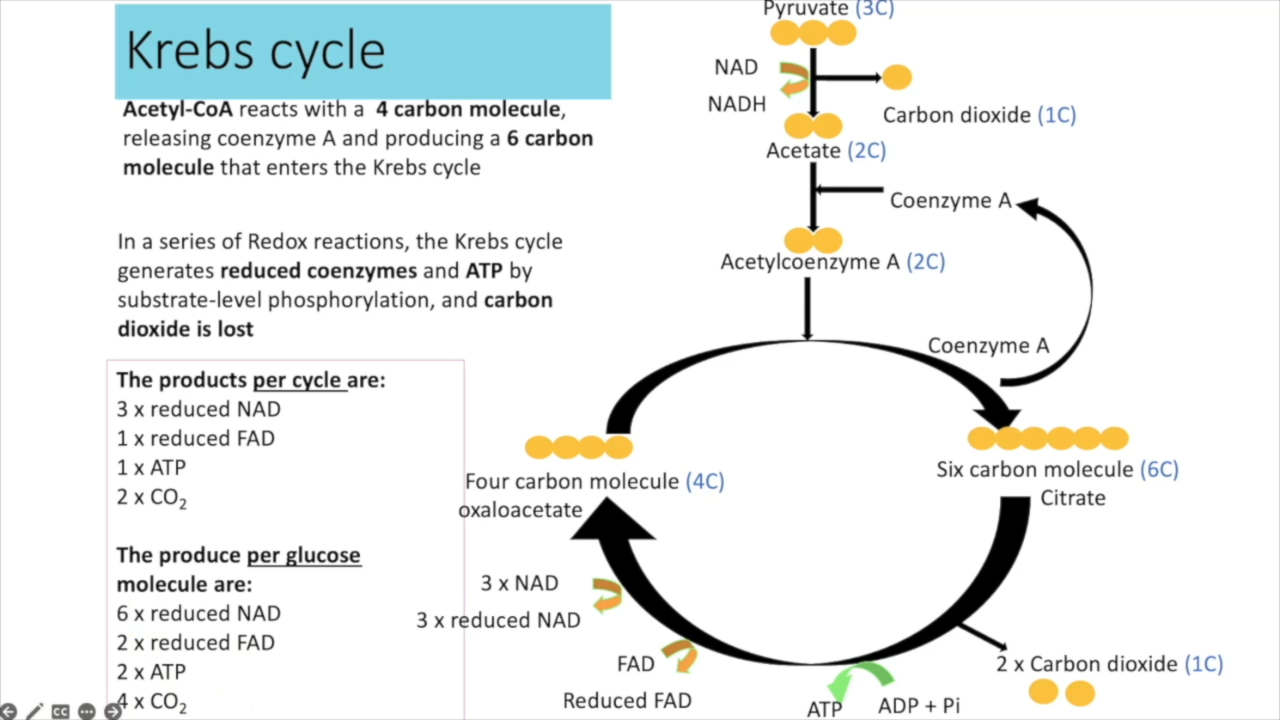 Krebs cycle
Acetyl-CoA reacts with a 4 carbon molecule,
releasing coenzyme A and producing a 6 carbon
molecule that enters the Krebs cycle
In a series of Redox reactions, the Krebs cycle
generates reduced coenzymes and ATP by
substrate-level phosphorylation, and carbon
dioxide is lost
The products per cycle are:
3 x reduced NAD
1 x reduced FAD
1 x ATP
2 x CO₂
The produce per glucose
molecule are:
6 x reduced NAD
2 x reduced FAD
2 x ATP
4 x CO₂
Pyruvate (3C)
NAD
NADH
Carbon dioxide (1C)
Acetate (2C)
Coenzyme A
Acetylcoenzyme A (2C)
Coenzyme A
Four carbon molecule (4C)
oxaloacetate
Six carbon molecule (6C)
Citrate
3 x NAD
3 x reduced NAD
FAD
Reduced FAD
ATP
ADP + Pi
2 x Carbon dioxide (1C)
CC